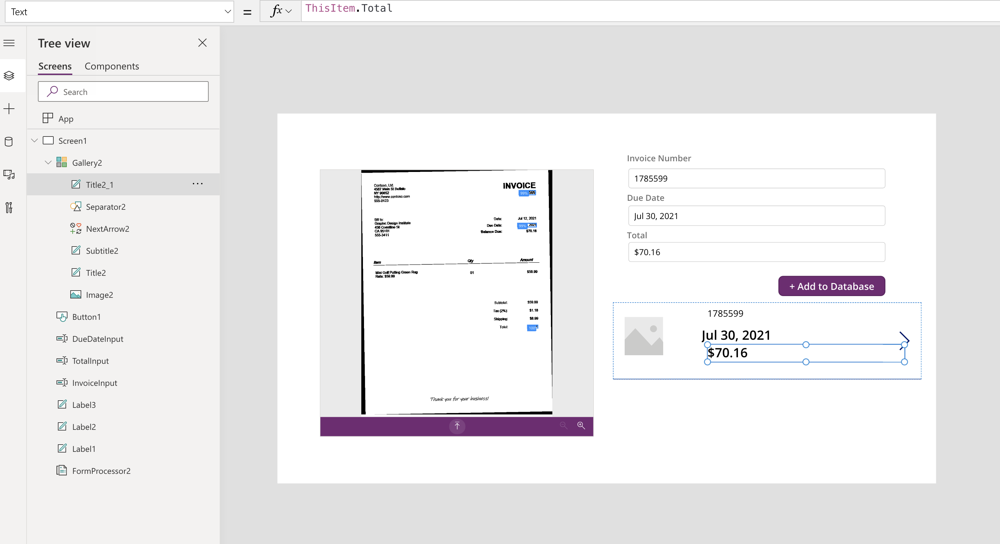 Text
=
fx
ThisItem.Total
Tree view
Screens
Components
Search
App
Screen1
Gallery2
Title2_1
Separator2
NextArrow2
Subtitle2
Title2
Image2
Button1
DueDateInput
TotalInput
InvoiceInput
Label3
Label2
Label1
FormProcessor2
Contoso, Ltd.
4567 Main St Buffalo
NY 90852
http://www.contoso.com
555-0123
INVOICE
99%
Bill to:
Graphic Design Institute
456 Coastline St
CA 95101
555-3411
Date: Jul 12, 2021
Due Date: 99% 2021
Balance Due: $70.16
Item Qty Amount
Mini Golf Putting Green Rug 01 $59.99
Rate: $59.99
Subtotal: $59.99
Tax (2%): $1.18
Shipping: $8.99
Total: 100%
Thank you for your business!
Invoice Number
1785599
Due Date
Jul 30, 2021
Total
$70.16
+ Add to Database
1785599
Jul 30, 2021
$70.16